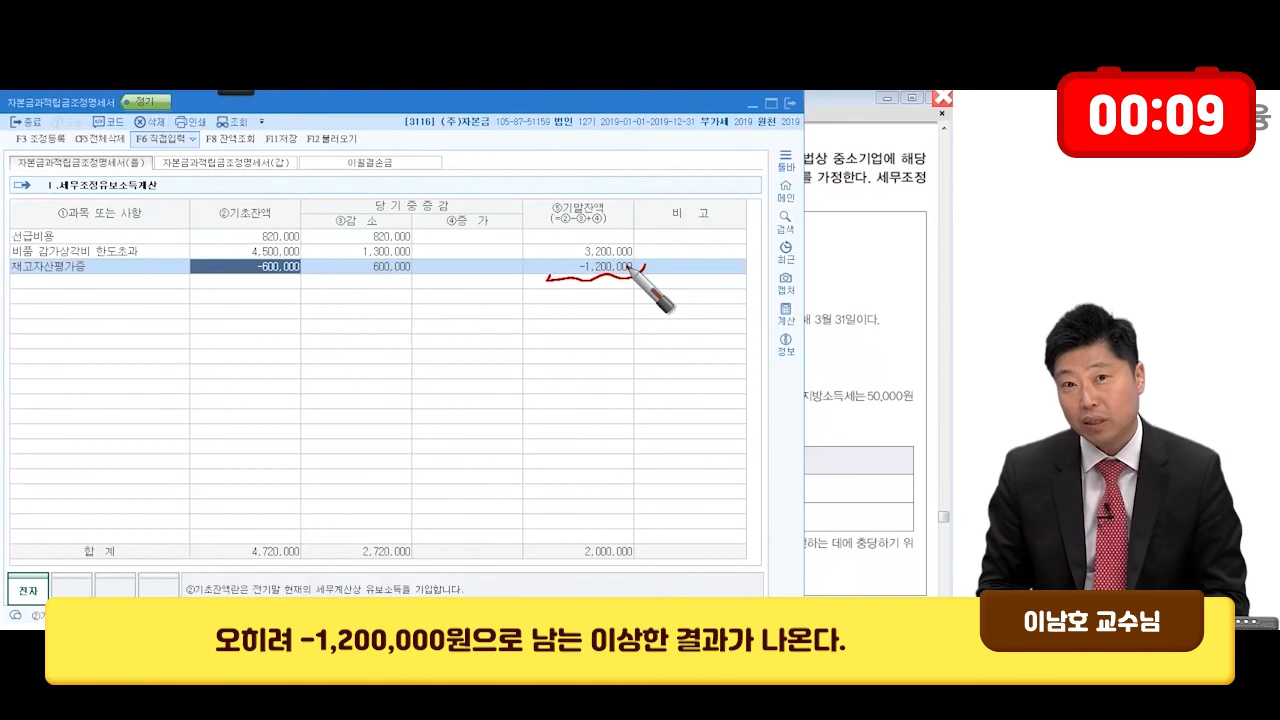 00:09
자본금과적립금조정명세서 정기
종료 도움 코드 삭제 인쇄 조회 [3116] (주)자본금 105-87-51159 법인 12기 2019-01-01~2019-12-31 부가세 2019 원천 2019
F3 조정등록 CF5 전체삭제 F6 직접입력 F8 잔액조회 F11저장 F12 불러오기
자본금과적립금조정명세서(을) 자본금과적립금조정명세서(갑) 이월결손금
Ⅰ.세무조정유보소득계산
①과목 또는 사항 ②기초잔액 당 기 중 증 감 ⑤기말잔액 (=②-③+④) 비 고
③감 소 ④증 가
선급비용 820,000 820,000
비품 감가상각비 한도초과 4,500,000 1,300,000 3,200,000
재고자산평가증 -600,000 600,000 -1,200,000
합 계 4,720,000 2,720,000 2,000,000
툴바
메인
검색
최근
캡처
계산
정보
법상 중소기업에 해당
를 가정한다. 세무조정
3월 31일이다.
지방소득세는 50,000원
하는 데에 충당하기 위
전자
②기초잔액란은 전기말 현재의 세무계산상 유보소득을 기입합니다.
이남호 교수님
오히려 -1,200,000원으로 남는 이상한 결과가 나온다.